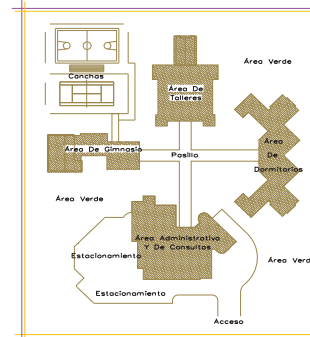 Área Verde
Canchas
Área De
Talleres
Área
De
Dormitorios
Área De Gimnasio
Pasillo
Área Verde
Área Administrativa
Y De Consultas
Estacionamiento
Área Verd
Estacionamiento
Acceso